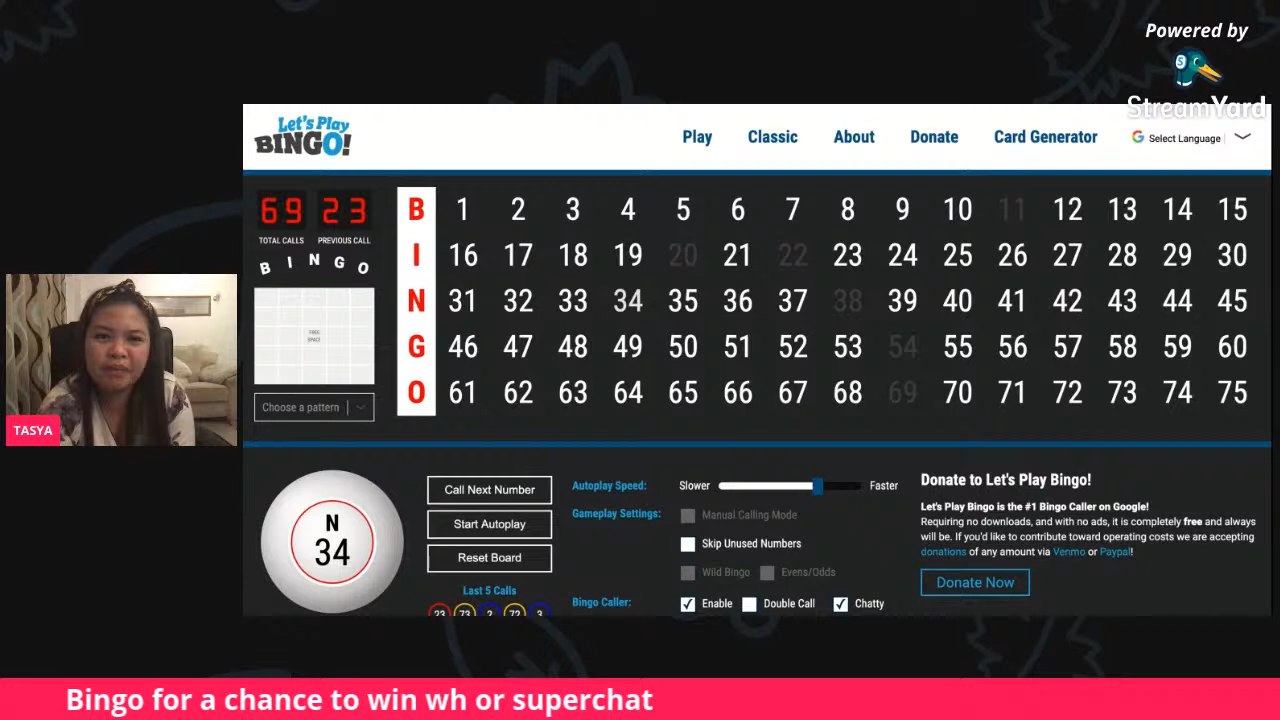 Powered by
StreamYard
Let's Play
BINGO!
Play Classic About Donate Card Generator Select Language
69 23
TOTAL CALLS PREVIOUS CALL
B I N G O
FREE
SPACE
Choose a pattern
B 1 2 3 4 5 6 7 8 9 10 11 12 13 14 15
I 16 17 18 19 20 21 22 23 24 25 26 27 28 29 30
N 31 32 33 34 35 36 37 38 39 40 41 42 43 44 45
G 46 47 48 49 50 51 52 53 54 55 56 57 58 59 60
O 61 62 63 64 65 66 67 68 69 70 71 72 73 74 75
TASYA
N
34
Call Next Number
Start Autoplay
Reset Board
Last 5 Calls
23 73 2 72 3
Autoplay Speed: Slower Faster
Gameplay Settings: Manual Calling Mode
Skip Unused Numbers
Wild Bingo Evens/Odds
Bingo Caller: Enable Double Call Chatty
Donate to Let's Play Bingo!
Let's Play Bingo is the #1 Bingo Caller on Google!
Requiring no downloads, and with no ads, it is completely free and always
will be. If you'd like to contribute toward operating costs we are accepting
donations of any amount via Venmo or Paypal!
Donate Now
Bingo for a chance to win wh or superchat